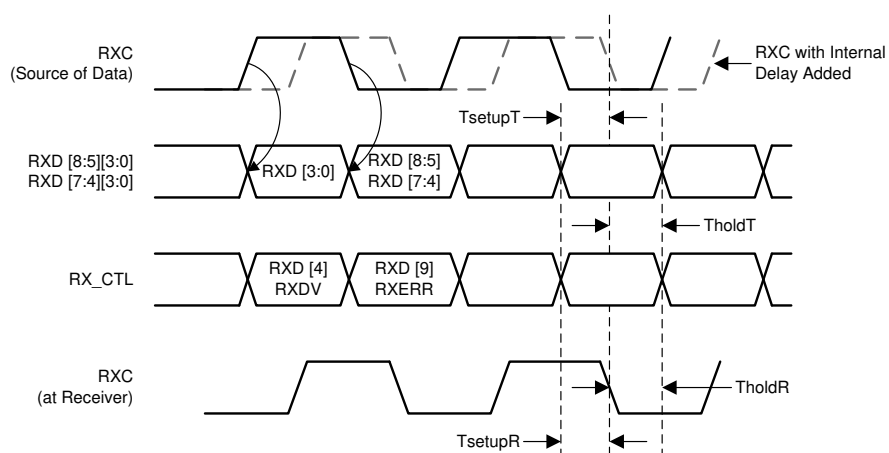 RXC
(Source of Data)
RXC with Internal
Delay Added
TsetupT
RXD [8:5][3:0]
RXD [7:4][3:0]
RXD [3:0]
RXD [8:5]
RXD [7:4]
TholdT
RX_CTL
RXD [4]
RXDV
RXD [9]
RXERR
RXC
(at Receiver)
TholdR
TsetupR